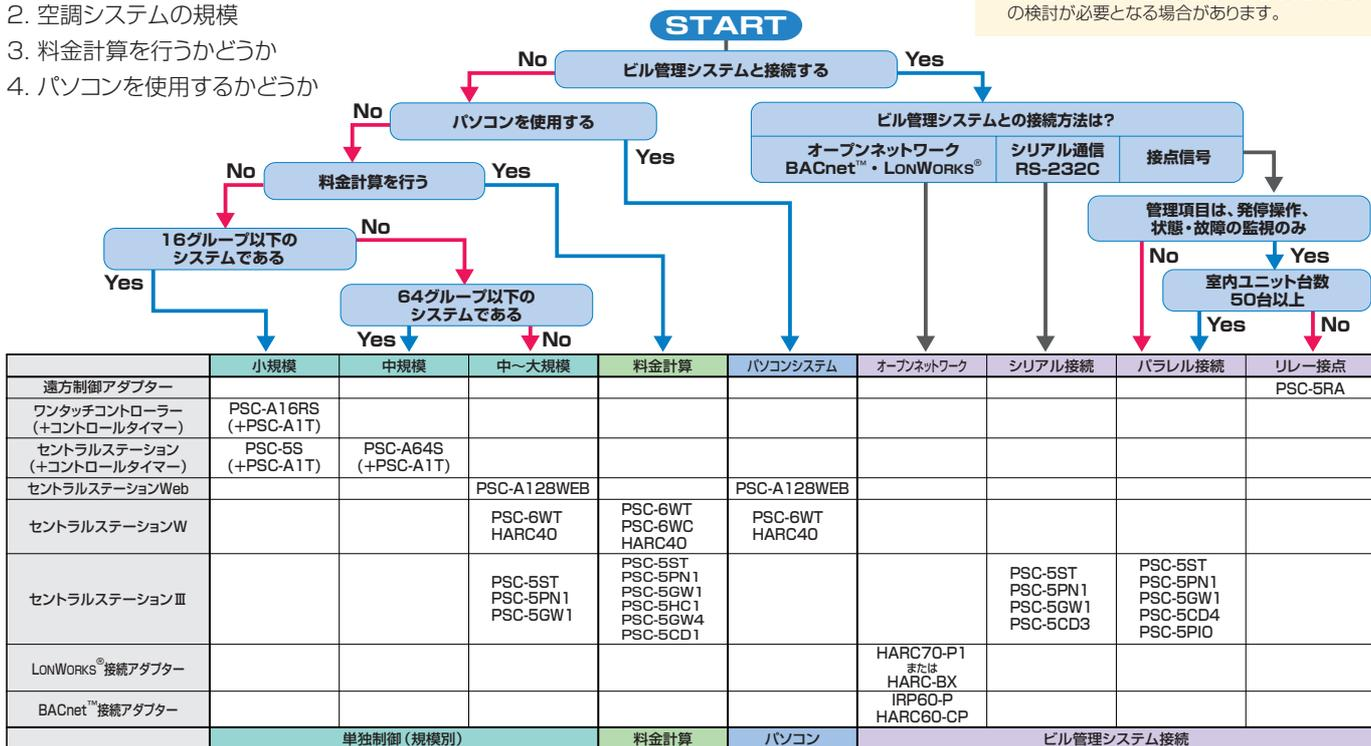 2. 空調システムの規模
3. 料金計算を行うかどうか
4. パソコンを使用するかどうか
の検討が必要となる場合があります。
START
No
ビル管理システムと接続する
Yes
No
パソコンを使用する
Yes
ビル管理システムとの接続方法は?
オープンネットワーク
BACnet™・LONWORKS®
シリアル通信
RS-232C
接点信号
No
料金計算を行う
Yes
管理項目は、発停操作、
状態・故障の監視のみ
No
Yes
16グループ以下の
システムである
No
Yes
室内ユニット台数
50台以上
Yes
No
64グループ以下の
システムである
Yes
No
小規模 中規模 中〜大規模 料金計算 パソコンシステム オープンネットワーク シリアル接続 パラレル接続 リレー接点
遠方制御アダプター PSC-5RA
ワンタッチコントローラー
(+コントロールタイマー)
PSC-A16RS
(+PSC-A1T)
セントラルステーション
(+コントロールタイマー)
PSC-5S
(+PSC-A1T)
PSC-A64S
(+PSC-A1T)
セントラルステーションWeb PSC-A128WEB PSC-A128WEB
セントラルステーションW
PSC-6WT
HARC40
PSC-6WT
PSC-6WC
HARC40
PSC-6WT
HARC40
セントラルステーションⅢ
PSC-5ST
PSC-5PN1
PSC-5GW1
PSC-5ST
PSC-5PN1
PSC-5GW1
PSC-5HC1
PSC-5GW4
PSC-5CD1
PSC-5ST
PSC-5PN1
PSC-5GW1
PSC-5CD3
PSC-5ST
PSC-5PN1
PSC-5GW1
PSC-5CD4
PSC-5PIO
LONWORKS®接続アダプター
HARC70-P1
または
HARC-BX
BACnet™接続アダプター
IRP60-P
HARC60-CP
単独制御(規模別) 料金計算 パソコン ビル管理システム接続